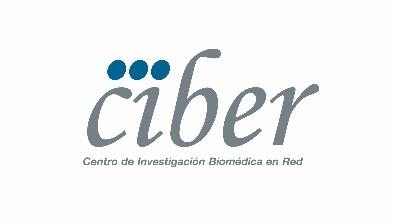 ciber
Centro de Investigación Biomédica en Red